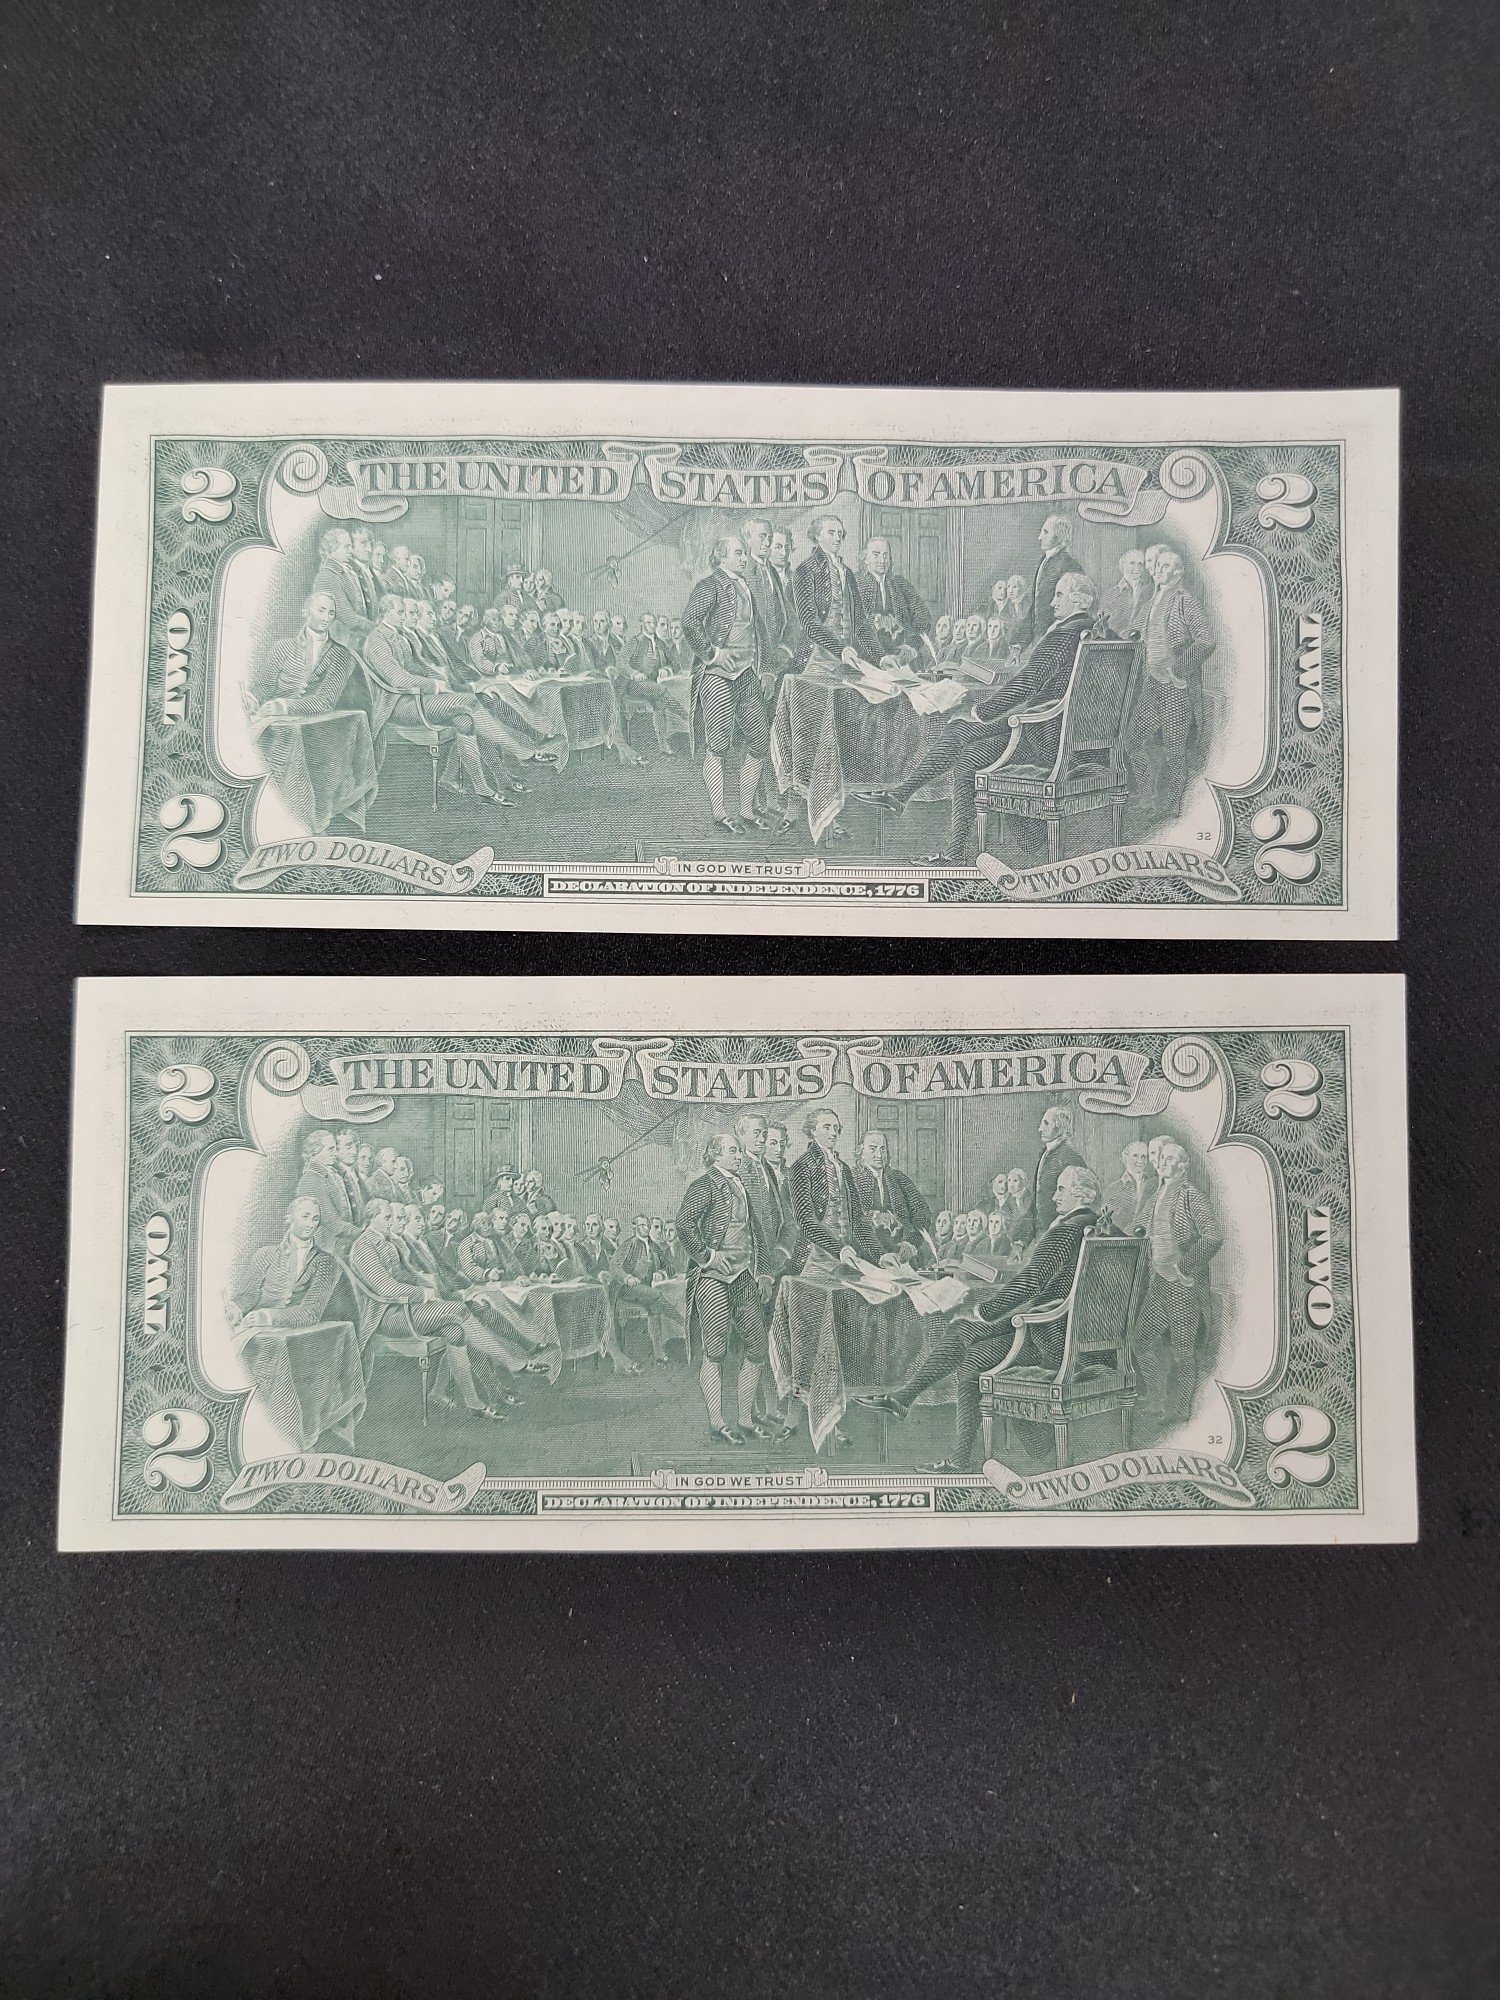 THE UNITED STATES OF AMERICA
2 2
TWO TWO
2 2
32
TWO DOLLARS IN GOD WE TRUST TWO DOLLARS
DECLARATION OF INDEPENDENCE, 1776
THE UNITED STATES OF AMERICA
2 2
TWO TWO
2 2
32
TWO DOLLARS IN GOD WE TRUST TWO DOLLARS
DECLARATION OF INDEPENDENCE, 1776